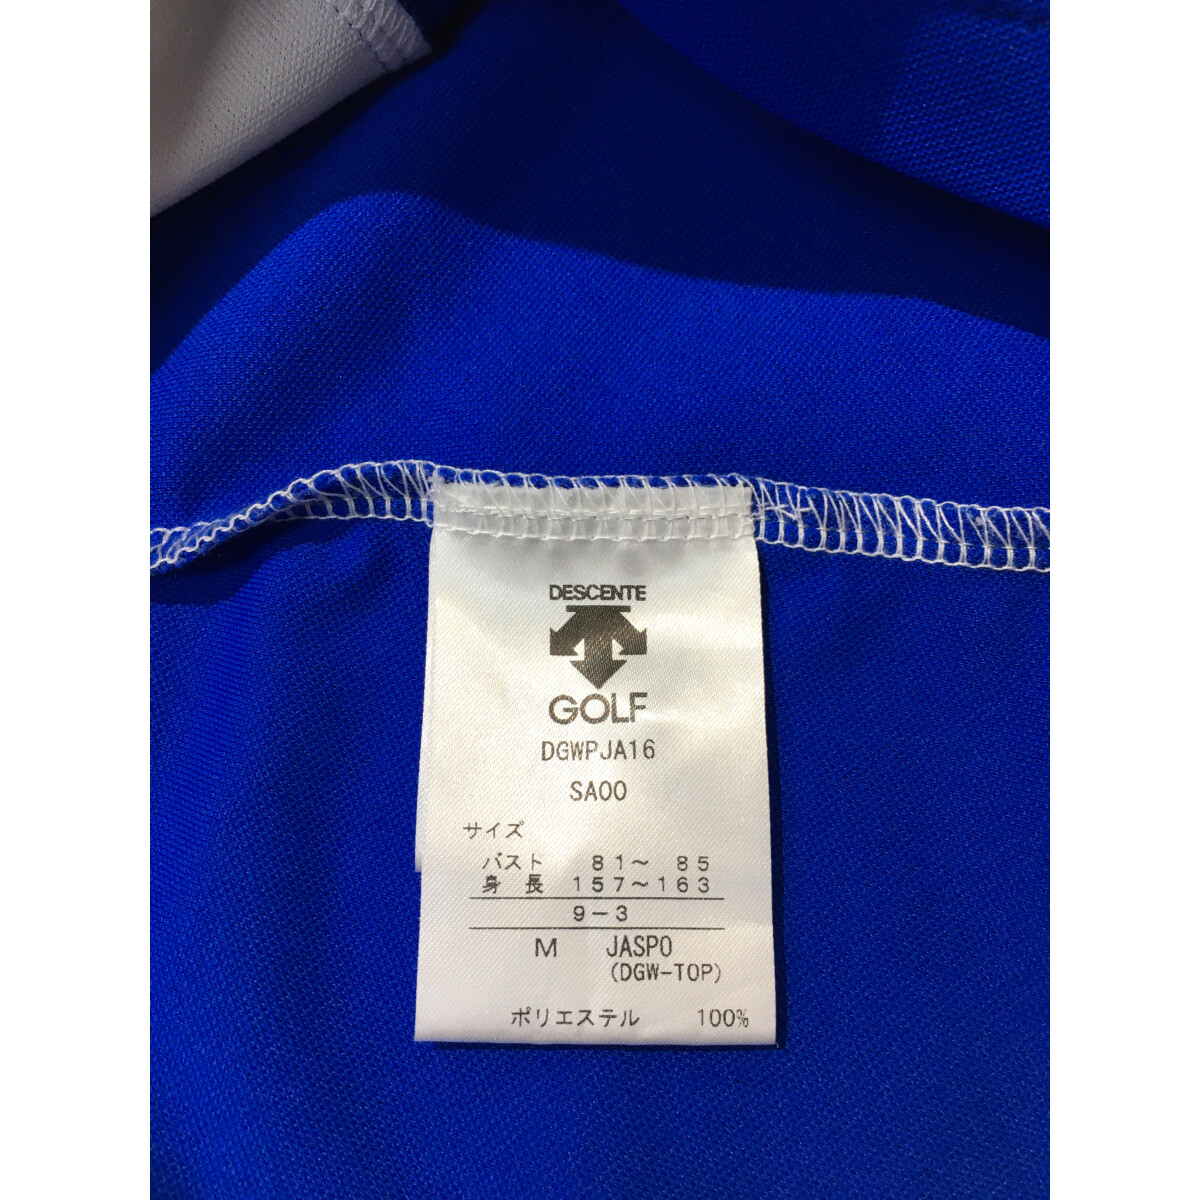 DESCENTE
GOLF
DGWPJA16
SA00
サイズ
バスト 81～ 85
身 長 157～163
9－3
M JASPO
(DGW-TOP)
ポリエステル 100%